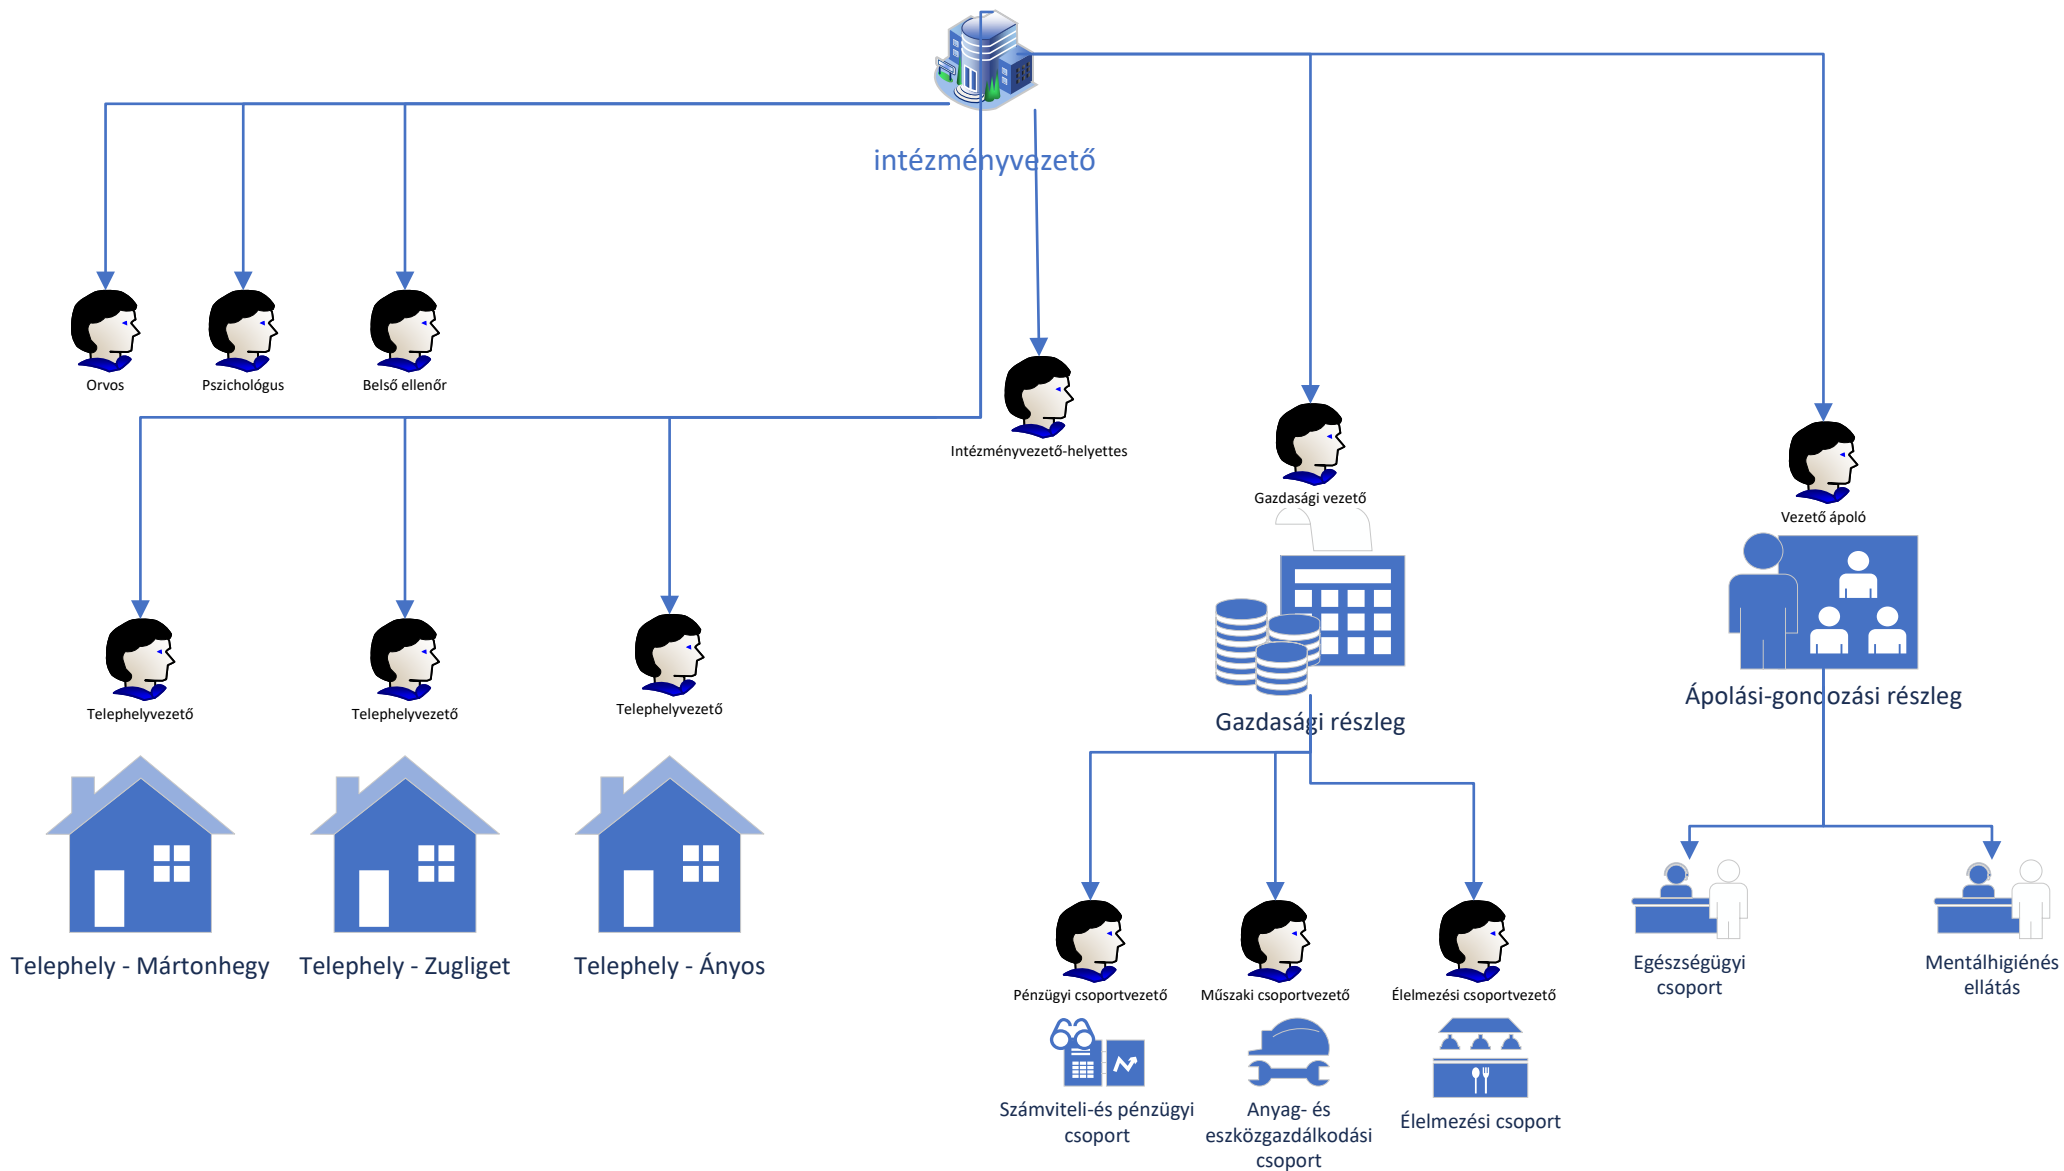 intézményvezető
Orvos
Pszichológus
Belső ellenőr
Intézményvezető-helyettes
Gazdasági vezető
Vezető ápoló
Telephelyvezető
Telephelyvezető
Telephelyvezető
Gazdasági részleg
Ápolási-gondozási részleg
Telephely - Mártonhegy
Telephely - Zugliget
Telephely - Ányos
Pénzügyi csoportvezető
Műszaki csoportvezető
Élelmezési csoportvezető
Egészségügyi
csoport
Mentálhigiénés
ellátás
Számviteli-és pénzügyi
csoport
Anyag- és
eszközgazdálkodási
csoport
Élelmezési csoport